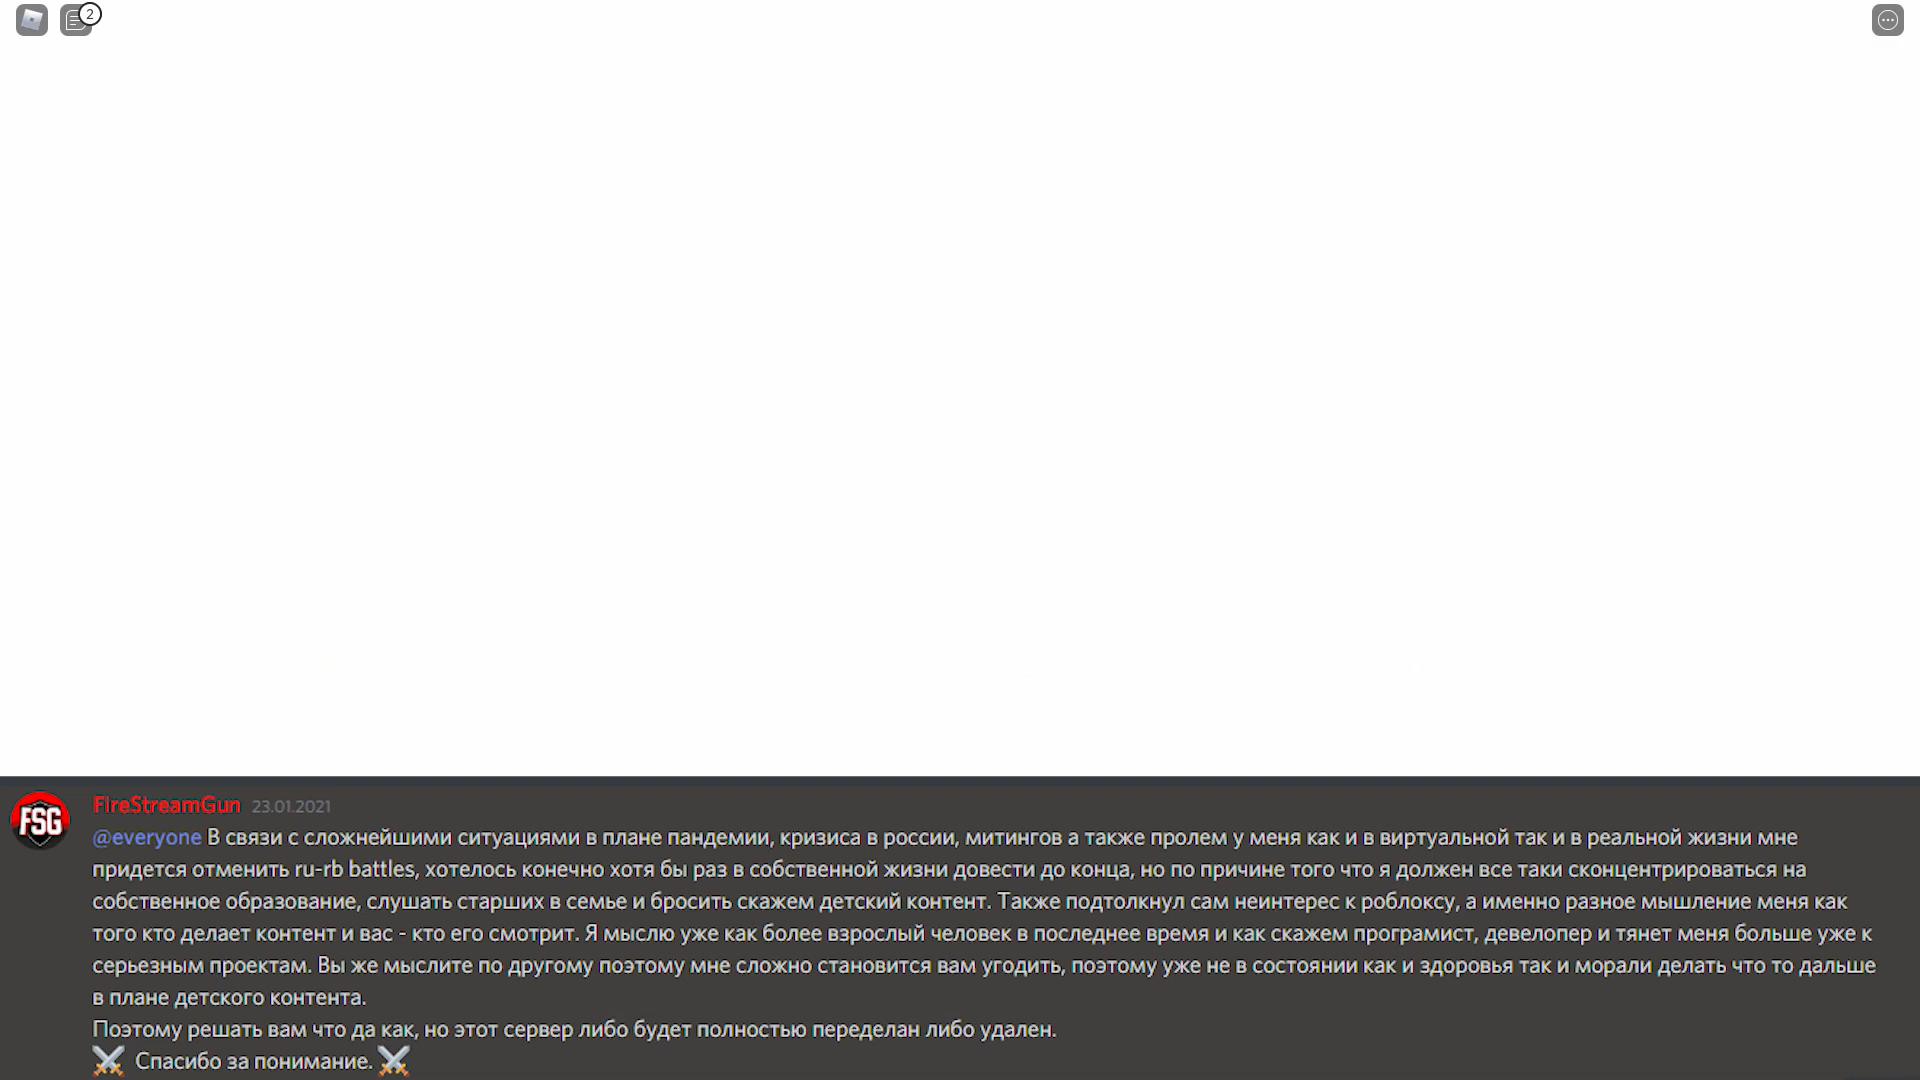 2
FSG
FireStreamGun 23.01.2021
@everyone В связи с сложнейшими ситуациями в плане пандемии, кризиса в россии, митингов а также пролем у меня как и в виртуальной так и в реальной жизни мне
придется отменить ru-rb battles, хотелось конечно хотя бы раз в собственной жизни довести до конца, но по причине того что я должен все таки сконцентрироваться на
собственное образование, слушать старших в семье и бросить скажем детский контент. Также подтолкнул сам неинтерес к роблоксу, а именно разное мышление меня как
того кто делает контент и вас - кто его смотрит. Я мыслю уже как более взрослый человек в последнее время и как скажем програмист, девелопер и тянет меня больше уже к
серьезным проектам. Вы же мыслите по другому поэтому мне сложно становится вам угодить, поэтому уже не в состоянии как и здоровья так и морали делать что то дальше
в плане детского контента.
Поэтому решать вам что да как, но этот сервер либо будет полностью переделан либо удален.
⚔️ Спасибо за понимание. ⚔️